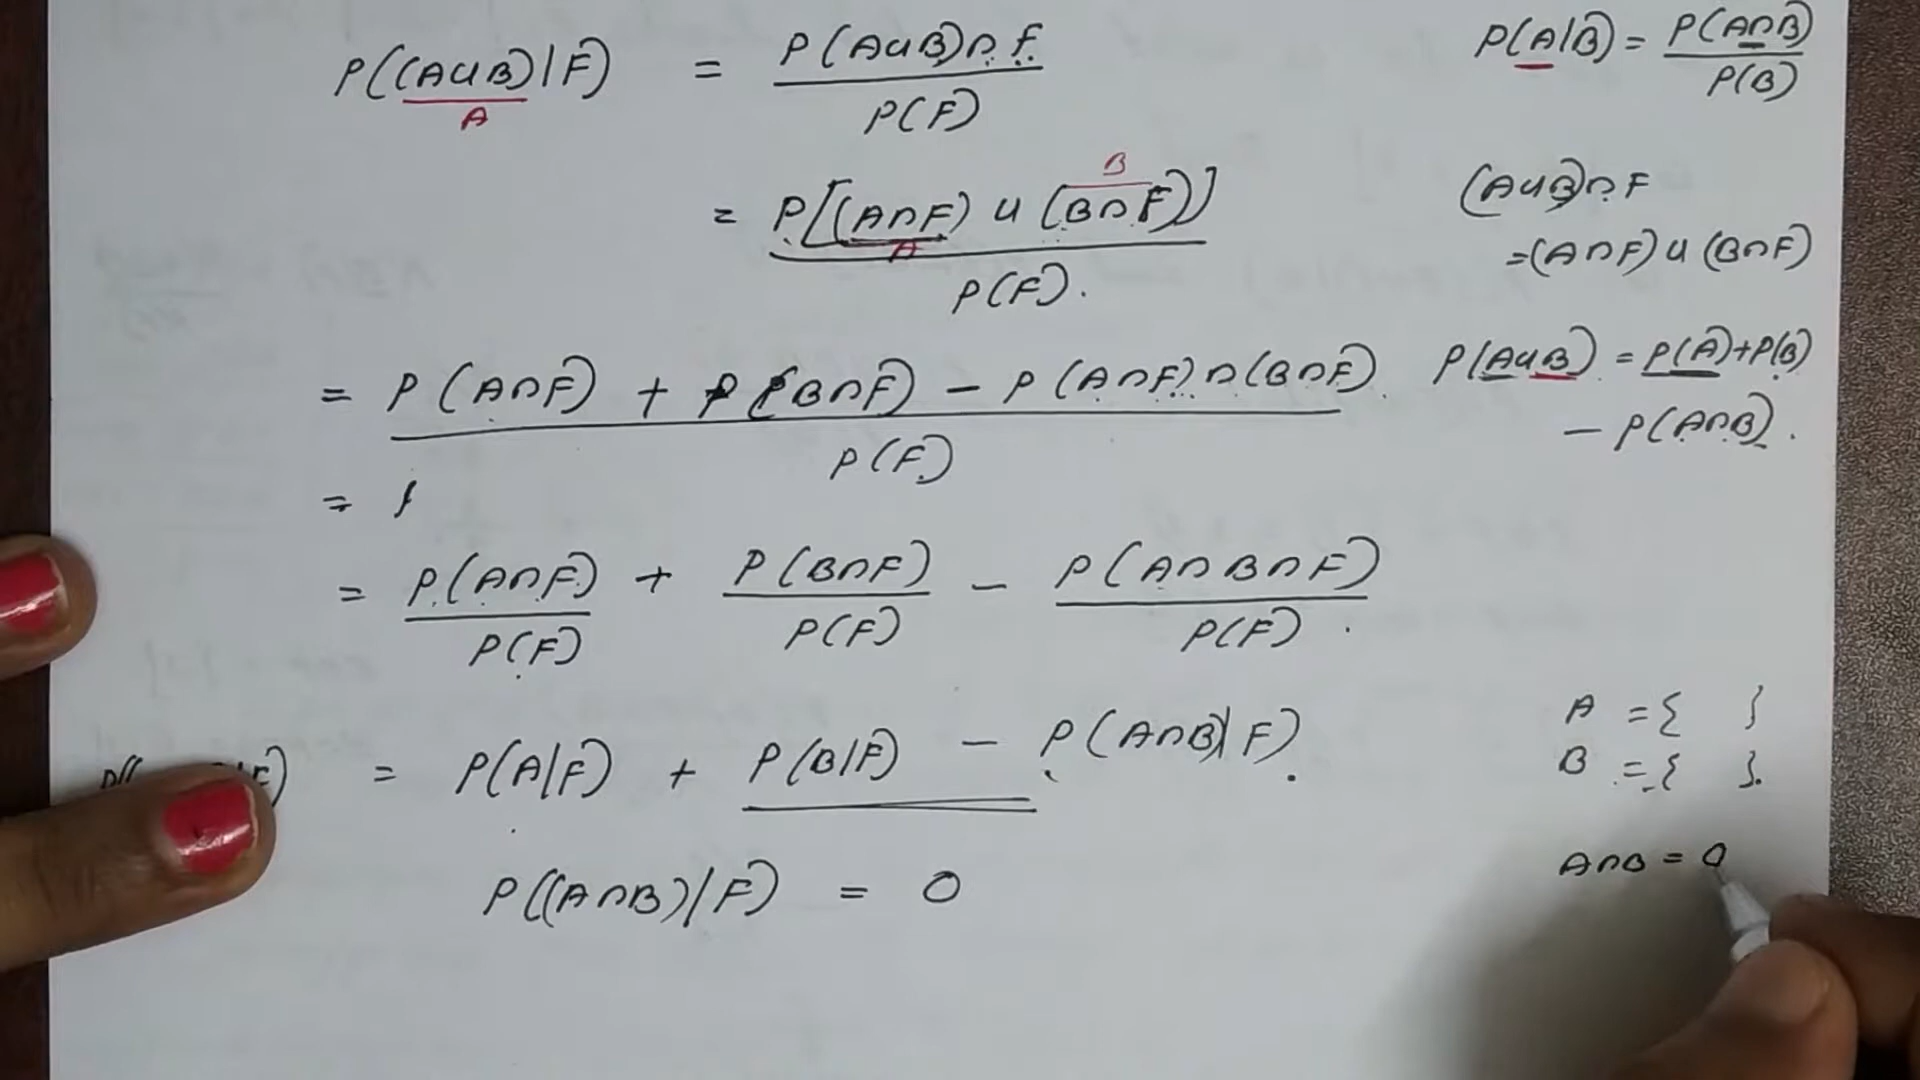 P((A∪B)|F) = P(A∪B)∩F / P(F)
A
= P[(A∩F) ∪ (B∩F)] / P(F).
B
A
= P(A∩F) + P(B∩F) − P(A∩F)∩(B∩F) / P(F)
=
= P(A∩F) / P(F) + P(B∩F) / P(F) − P(A∩B∩F) / P(F).
= P(A|F) + P(B|F) − P(A∩B|F).
P((A∩B)|F) = 0
P(A|B) = P(A∩B) / P(B)
(A∪B)∩F
=(A∩F)∪(B∩F)
P(A∪B) = P(A)+P(B)
− P(A∩B).
A = { }
B = { }.
A∩B = 0